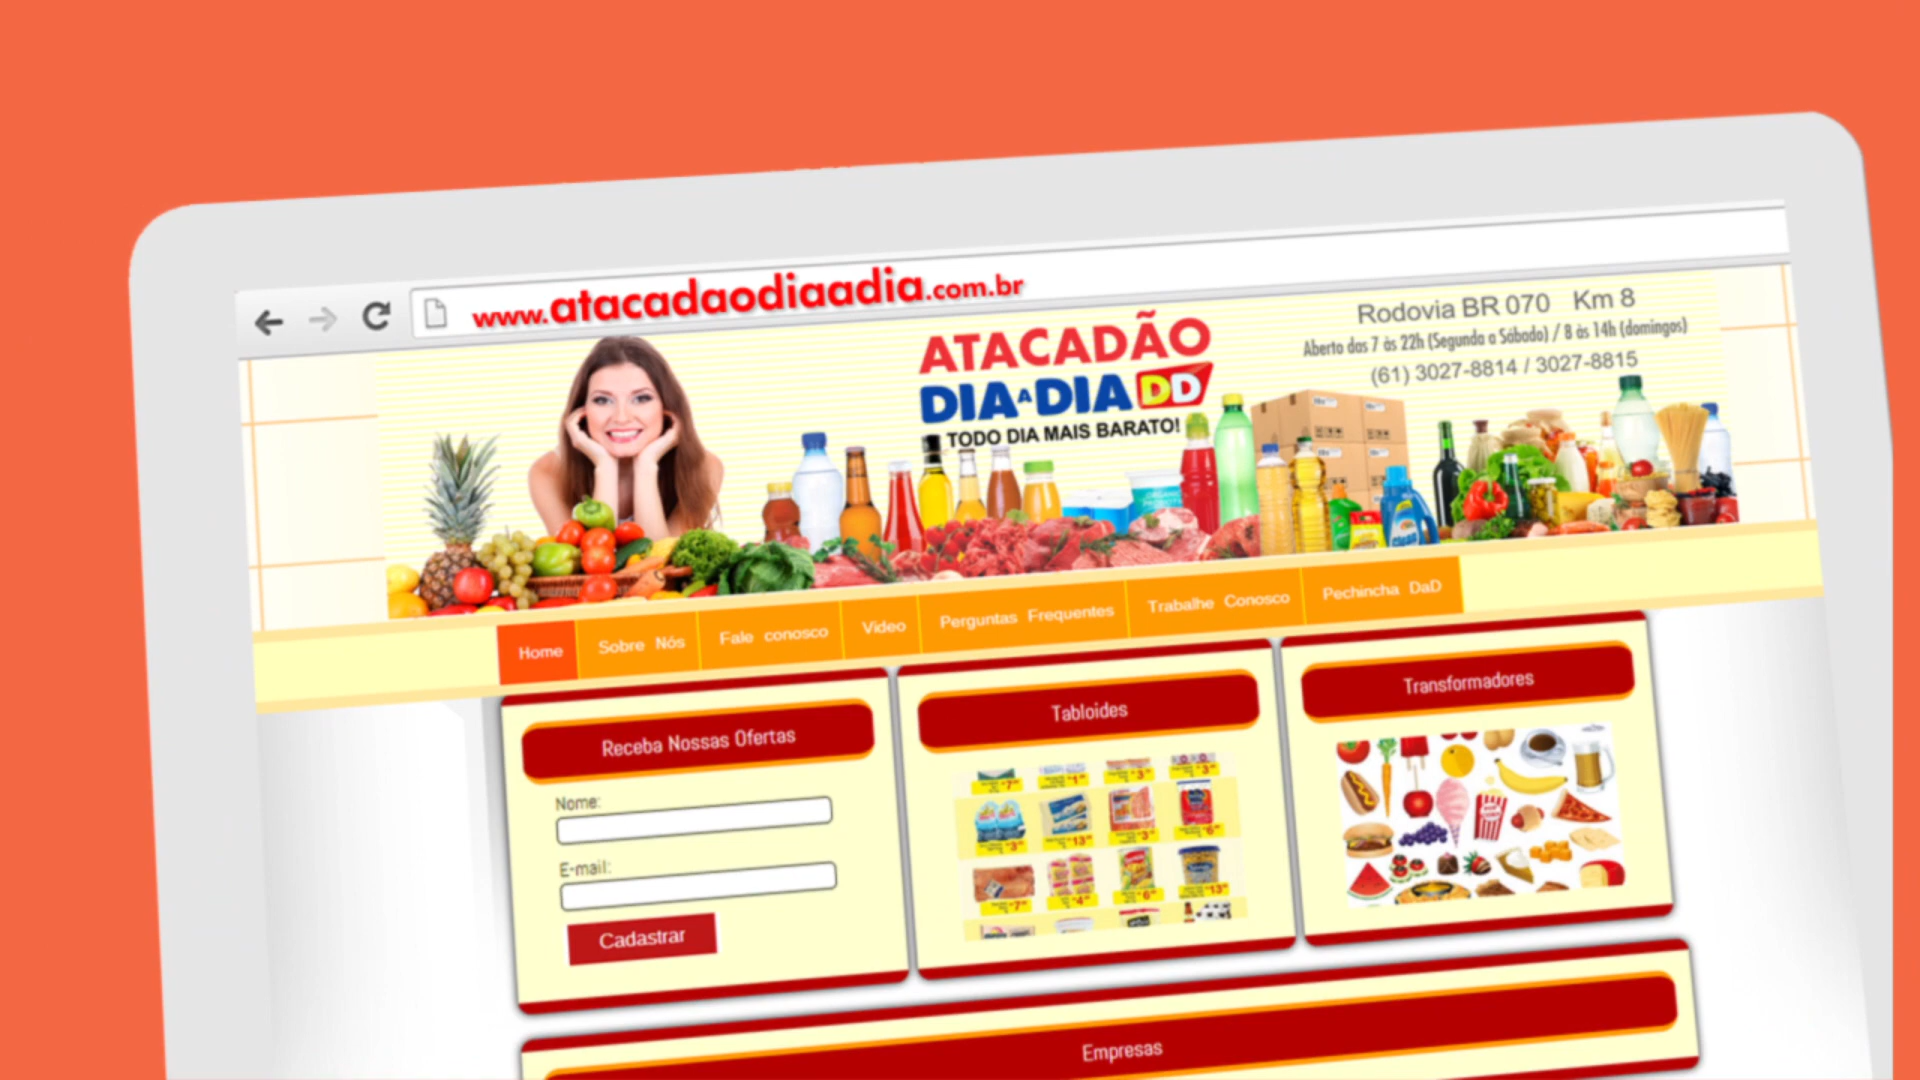 www.atacadaodiaadia.com.br
ATACADÃO
DIA A DIA DD
TODO DIA MAIS BARATO!
Rodovia BR 070 Km 8
Aberto das 7 às 22h (Segunda a Sábado) / 8 às 14h (domingos)
(61) 3027-8814 / 3027-8815
Home
Sobre Nós
Fale conosco
Vídeo
Perguntas Frequentes
Trabalhe Conosco
Pechincha DaD
Receba Nossas Ofertas
Nome:
E-mail:
Cadastrar
Tabloides
Transformadores
Empresas